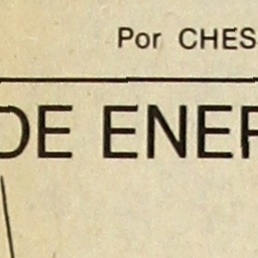 Por CHES
DE ENER